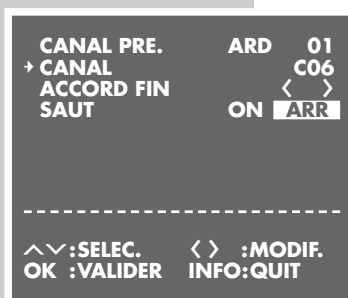 CANAL PRE. ARD 01
→ CANAL C06
ACCORD FIN < >
SAUT ON ARR
∧∨:SELEC. < > :MODIF.
OK :VALIDER INFO:QUIT